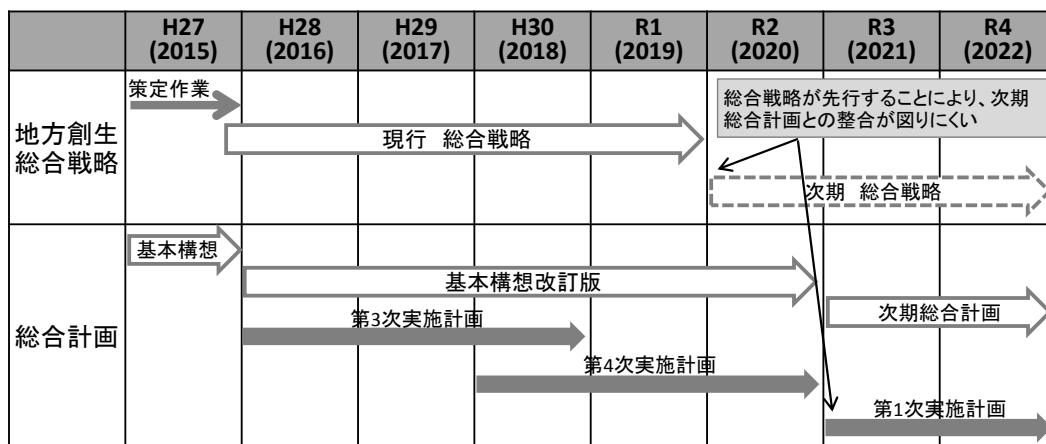 H27 H28 H29 H30 R1 R2 R3 R4
(2015) (2016) (2017) (2018) (2019) (2020) (2021) (2022)
地方創生
総合戦略
策定作業
現行　総合戦略
総合戦略が先行することにより、次期
総合計画との整合が図りにくい
次期　総合戦略
総合計画
基本構想
基本構想改訂版
次期総合計画
第3次実施計画
第4次実施計画
第1次実施計画